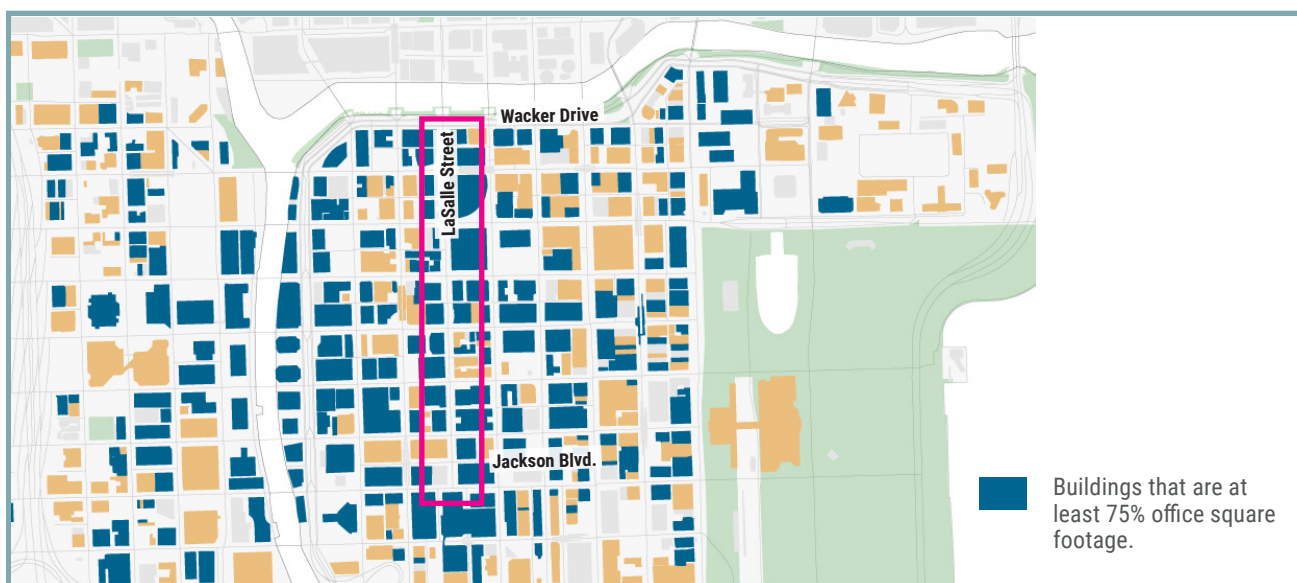 Wacker Drive
LaSalle Street
Jackson Blvd.
Buildings that are at
least 75% office square
footage.